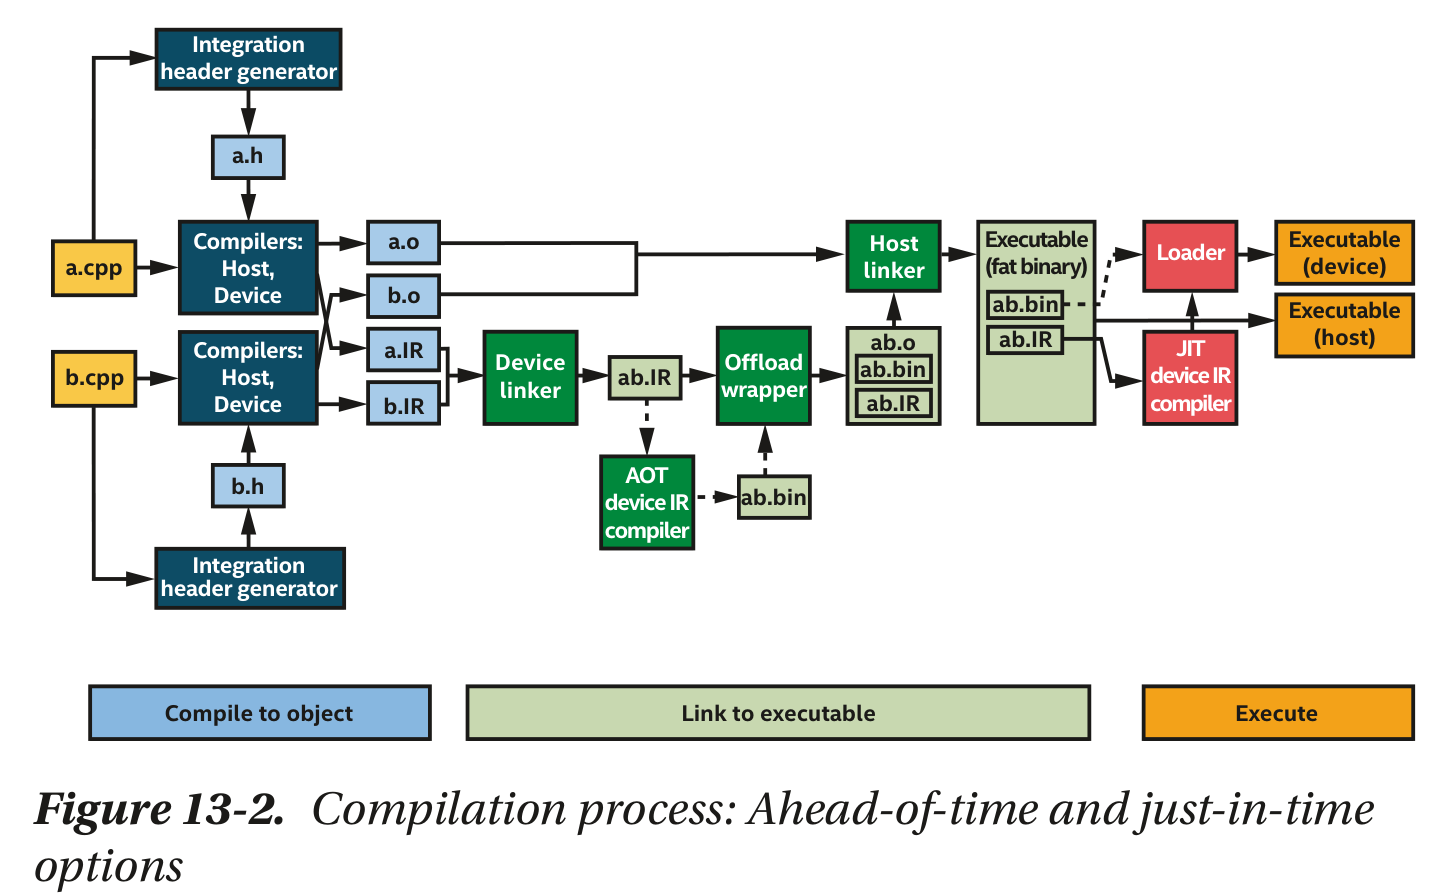 Integration
header generator
a.h
a.cpp
Compilers:
Host,
Device
a.o
b.o
a.IR
b.IR
b.cpp
Compilers:
Host,
Device
b.h
Integration
header generator
Device
linker
ab.IR
AOT
device IR
compiler
ab.bin
Offload
wrapper
ab.o
ab.bin
ab.IR
Host
linker
Executable
(fat binary)
ab.bin
ab.IR
Loader
JIT
device IR
compiler
Executable
(device)
Executable
(host)
Compile to object
Link to executable
Execute
Figure 13-2. Compilation process: Ahead-of-time and just-in-time
options